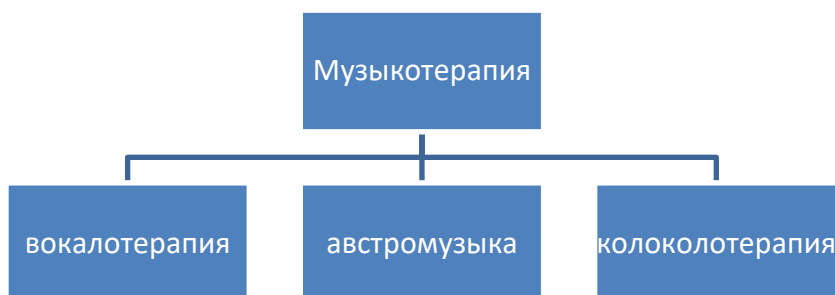 Музыкотерапия
вокалотерапия
австромузыка
колоколотерапия